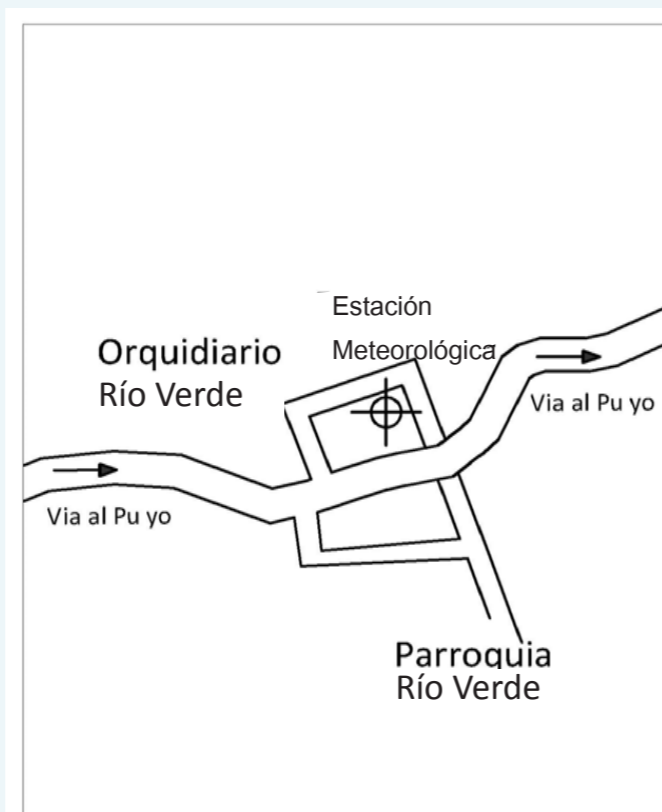 Estación
Meteorológica
Orquidiario
Río Verde
Via al Pu yo
Via al Pu yo
Parroquia
Río Verde